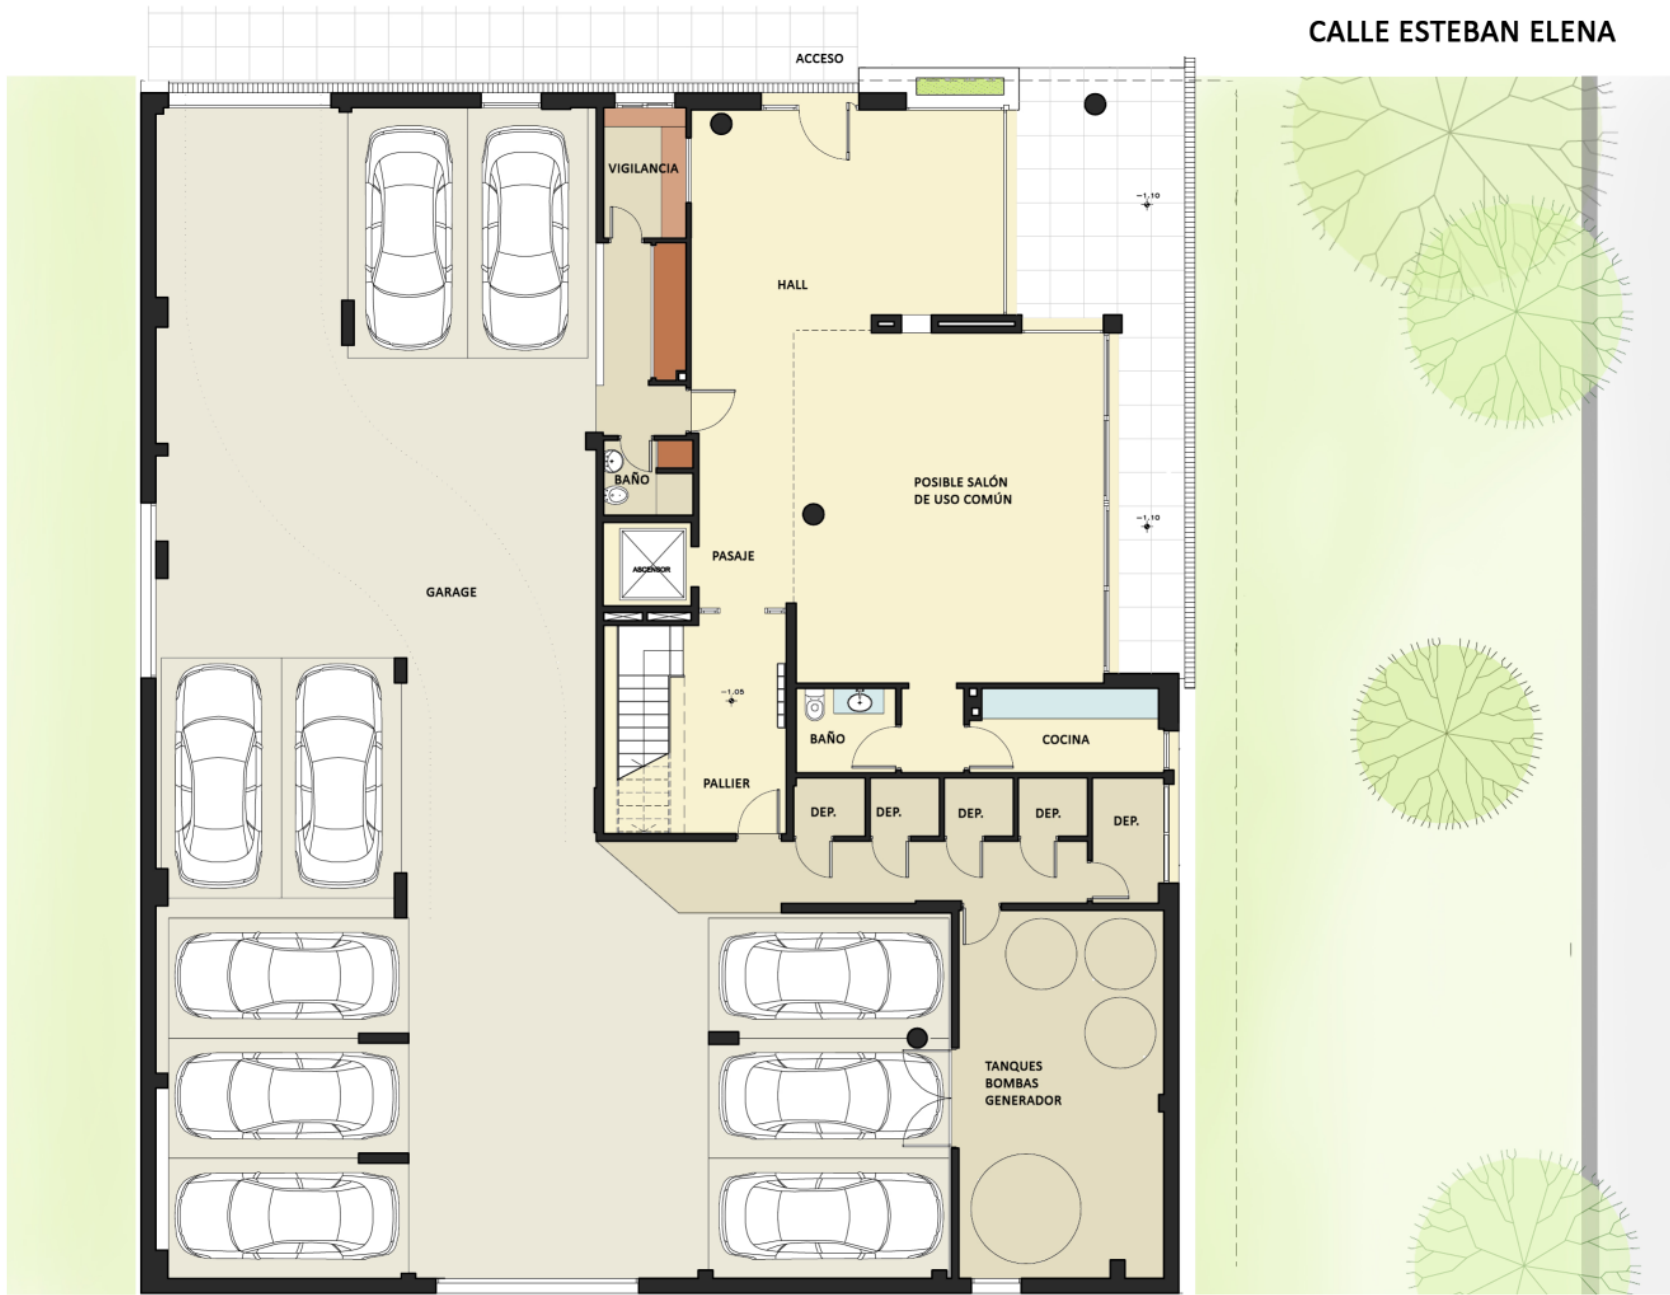 CALLE ESTEBAN ELENA
ACCESO
VIGILANCIA
-1.10
HALL
BAÑO
POSIBLE SALÓN
DE USO COMÚN
-1.10
PASAJE
ASCENSOR
GARAGE
-1.05
BAÑO
COCINA
PALLIER
DEP.
DEP.
DEP.
DEP.
DEP.
TANQUES
BOMBAS
GENERADOR